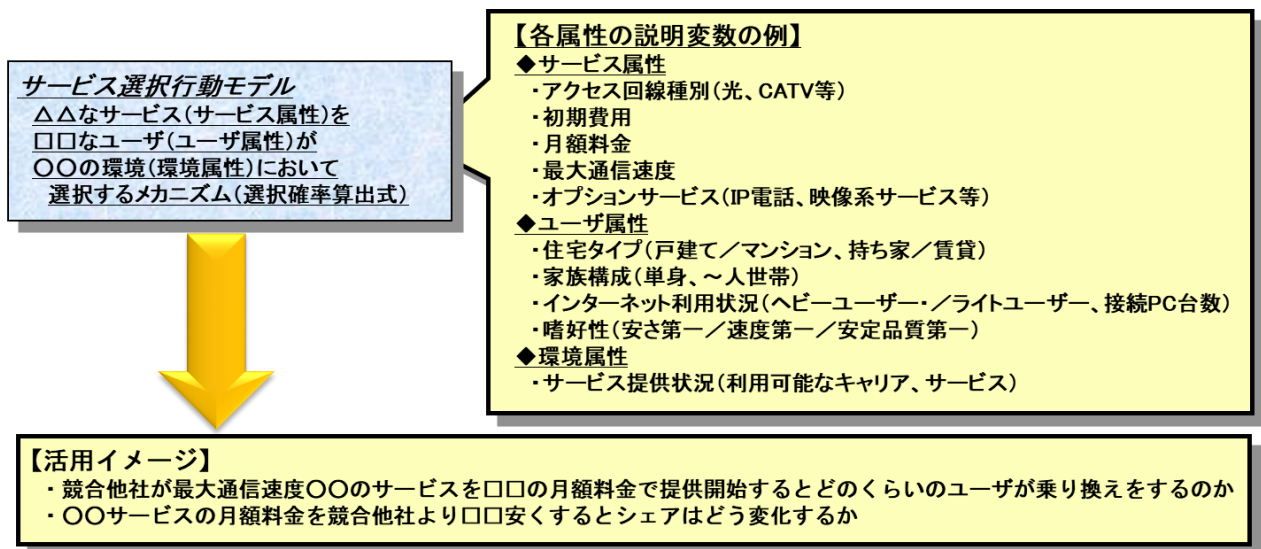 サービス選択行動モデル
△△なサービス(サービス属性)を
□□なユーザ(ユーザ属性)が
〇〇の環境(環境属性)において
選択するメカニズム(選択確率算出式)
【各属性の説明変数の例】
◆サービス属性
・アクセス回線種別(光、CATV等)
・初期費用
・月額料金
・最大通信速度
・オプションサービス(IP電話、映像系サービス等)
◆ユーザ属性
・住宅タイプ(戸建て／マンション、持ち家／賃貸)
・家族構成(単身、～人世帯)
・インターネット利用状況(ヘビーユーザー・／ライトユーザー、接続PC台数)
・嗜好性(安さ第一／速度第一／安定品質第一)
◆環境属性
・サービス提供状況(利用可能なキャリア、サービス)
【活用イメージ】
・競合他社が最大通信速度〇〇のサービスを□□の月額料金で提供開始するとどのくらいのユーザが乗り換えをするのか
・〇〇サービスの月額料金を競合他社より□□安くするとシェアはどう変化するか